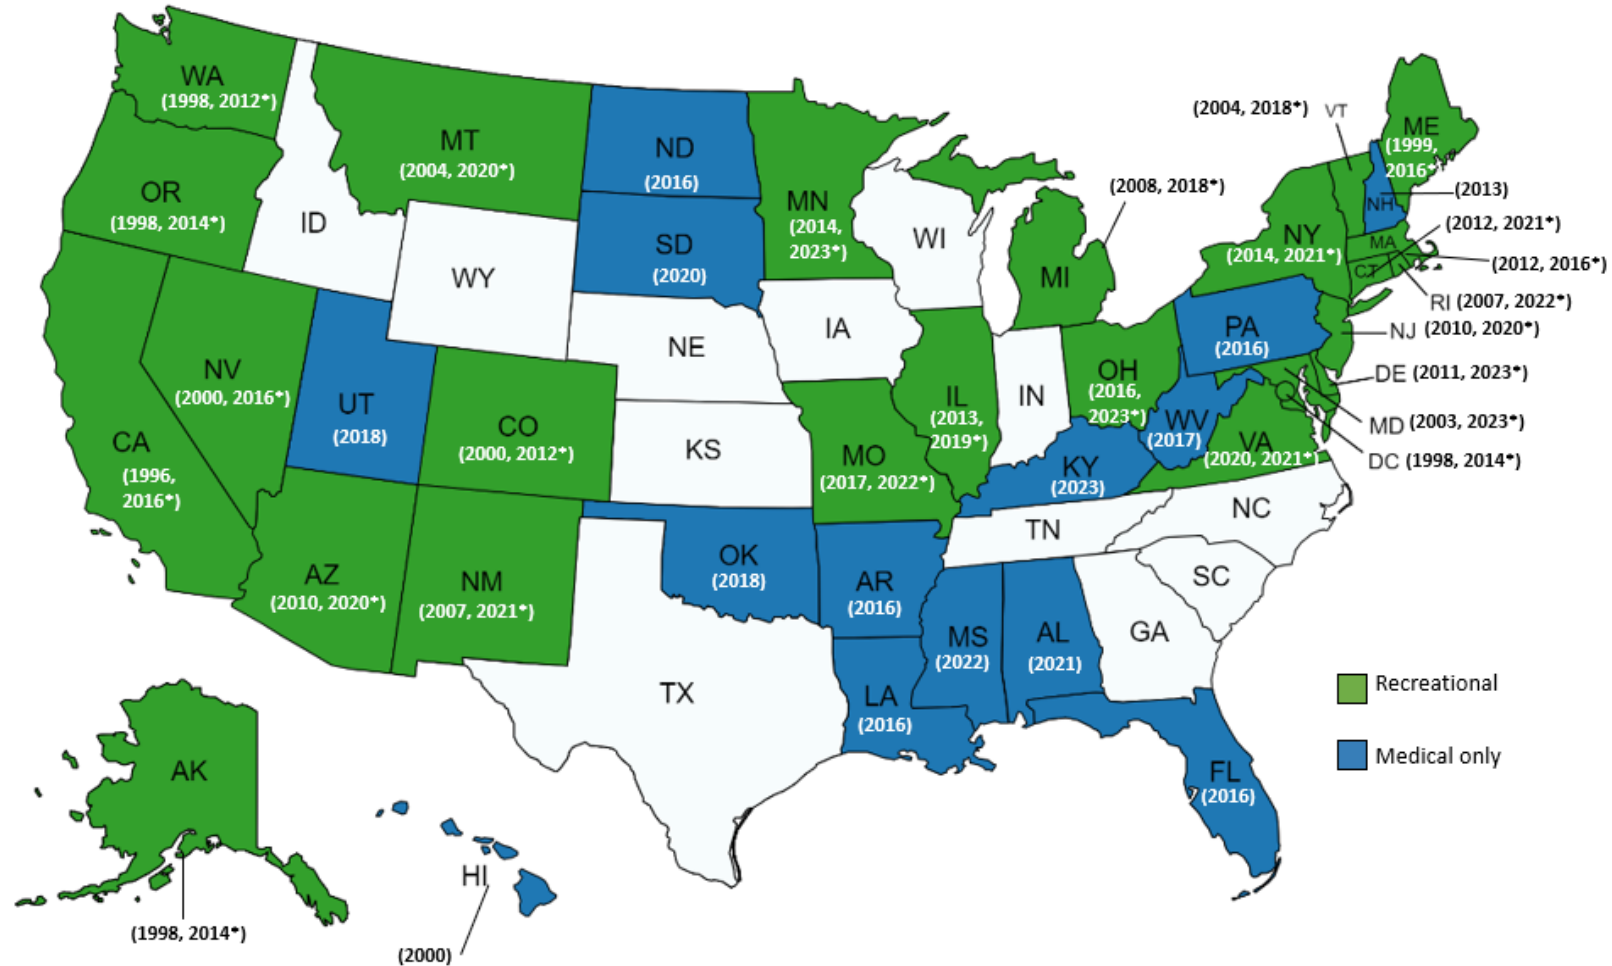 WA
(1998, 2012*)
MT
(2004, 2020*)
ND
(2016)
MN
(2014,
2023*)
(2004, 2018*)
VT
ME
(1999,
2016*)
OR
(1998, 2014*)
ID
SD
(2020)
WI
(2008, 2018*)
MI
NH
(2013)
NY
(2014, 2021*)
MA
(2012, 2021*)
CT
(2012, 2016*)
RI (2007, 2022*)
NJ (2010, 2020*)
WY
NE
IA
PA
(2016)
DE (2011, 2023*)
MD (2003, 2023*)
DC (1998, 2014*)
NV
(2000, 2016*)
UT
(2018)
CO
(2000, 2012*)
KS
MO
(2017, 2022*)
IL
(2013,
2019*)
IN
OH
(2016,
2023*)
WV
(2017)
VA
(2020, 2021*)
KY
(2023)
CA
(1996,
2016*)
AZ
(2010, 2020*)
NM
(2007, 2021*)
OK
(2018)
AR
(2016)
TN
NC
SC
MS
(2022)
AL
(2021)
GA
TX
LA
(2016)
FL
(2016)
AK
(1998, 2014*)
HI
(2000)
Recreational
Medical only